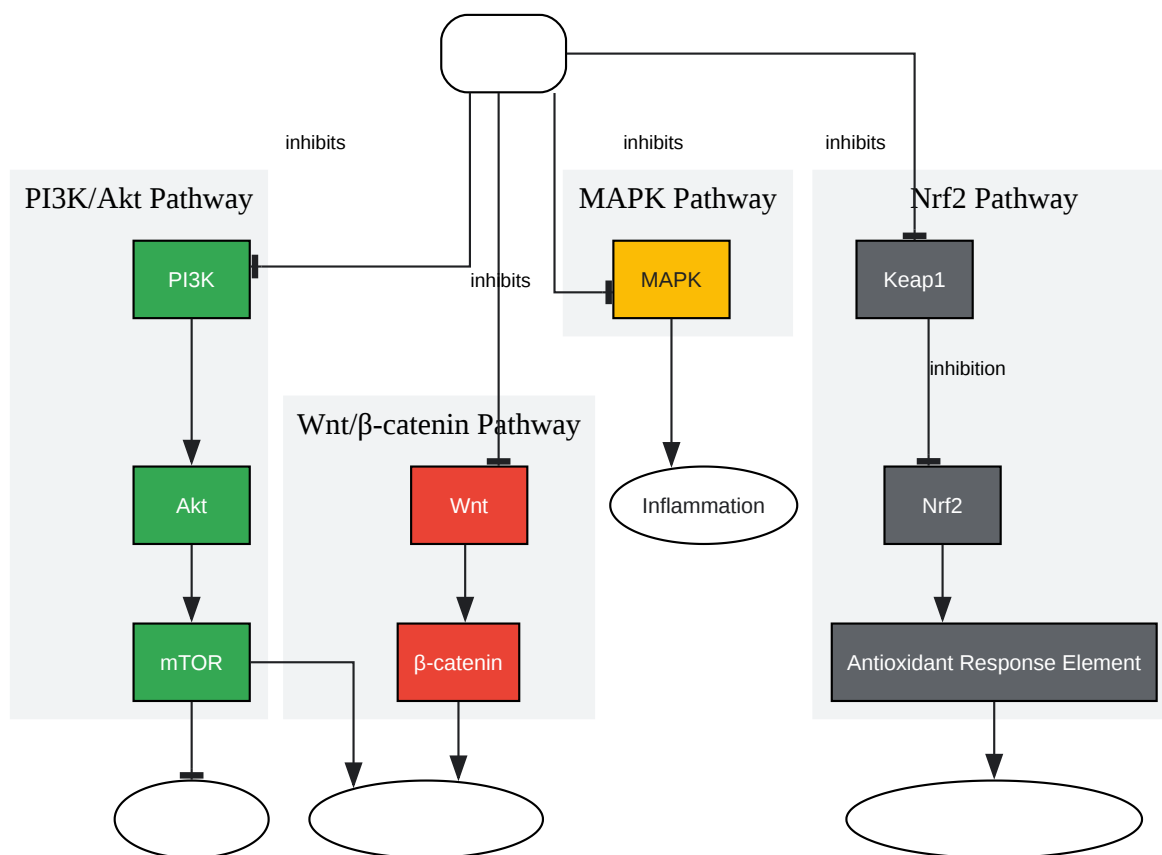 inhibits
inhibits
inhibits
PI3K/Akt Pathway
MAPK Pathway
Nrf2 Pathway
PI3K
inhibits
MAPK
Keap1
inhibition
Wnt/β-catenin Pathway
Akt
Wnt
Inflammation
Nrf2
mTOR
β-catenin
Antioxidant Response Element